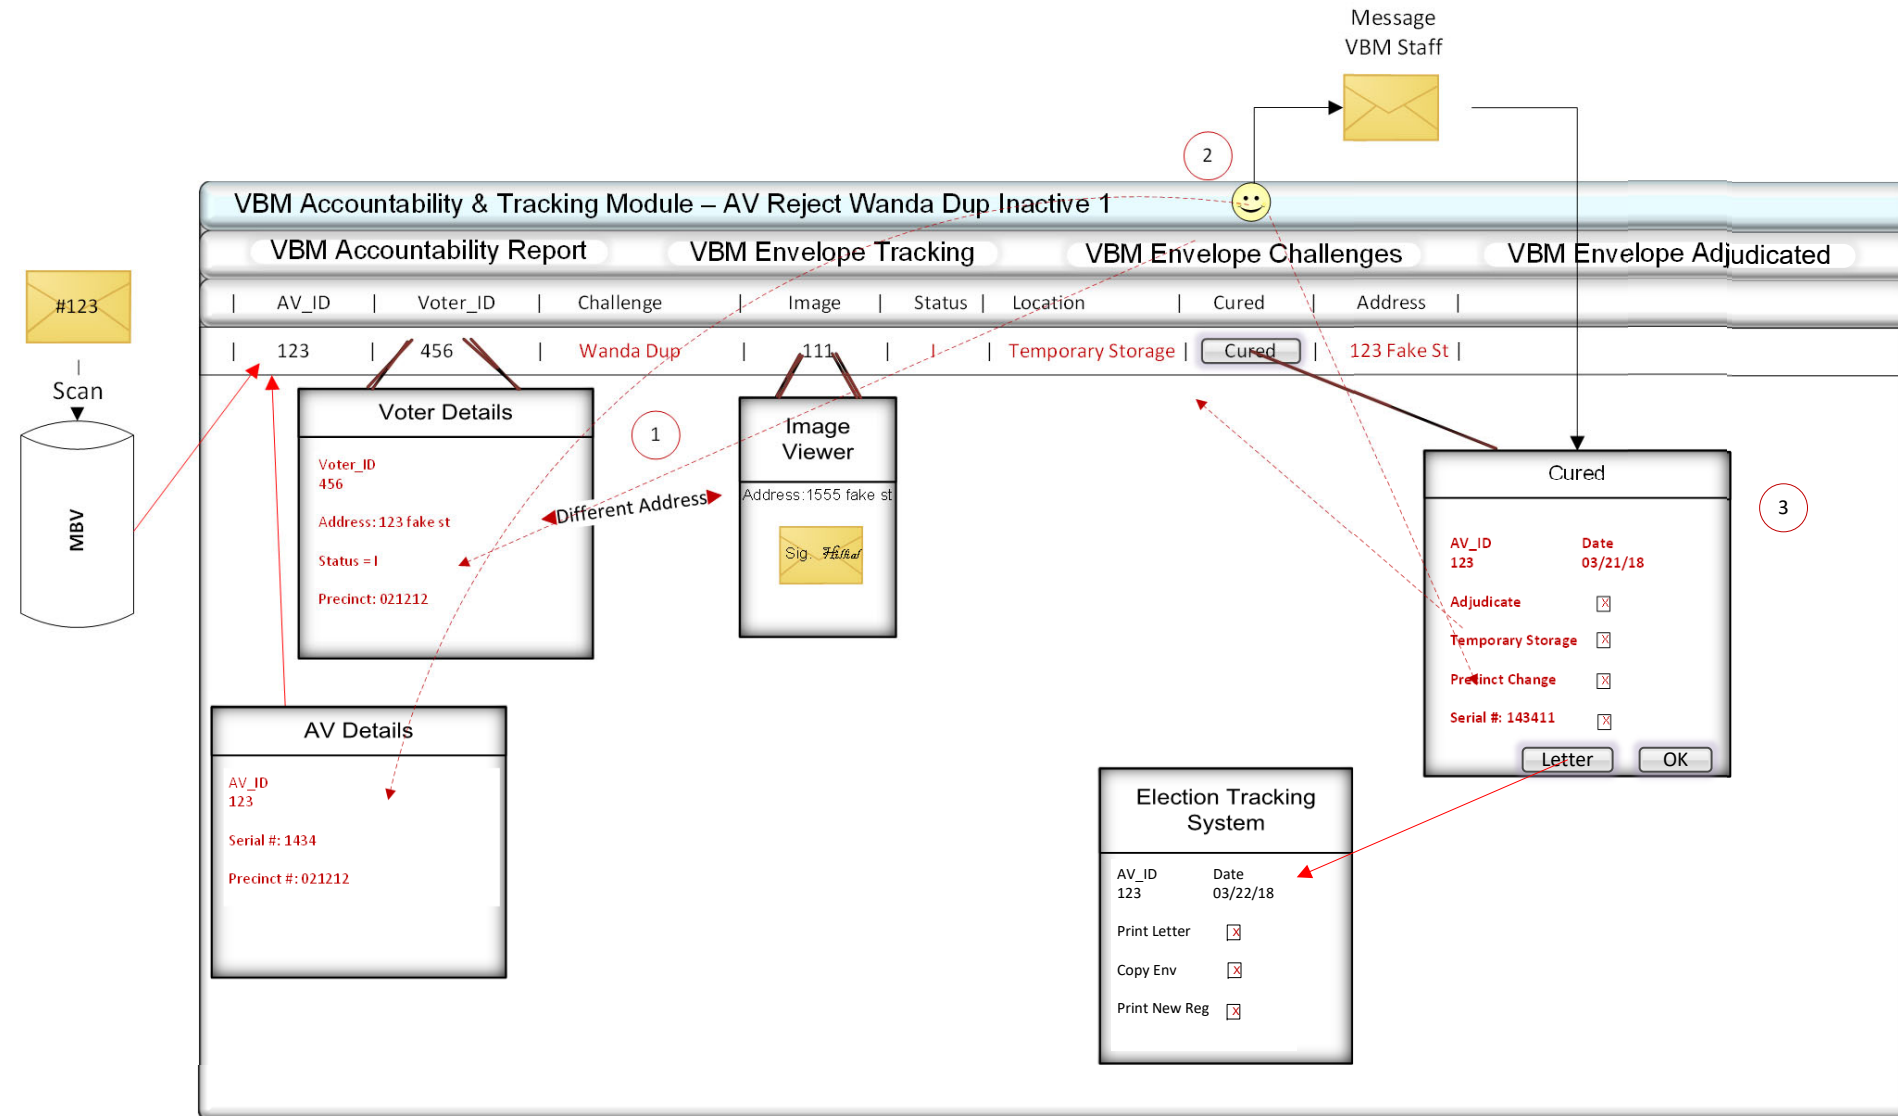 Message
VBM Staff
2
VBM Accountability & Tracking Module – AV Reject Wanda Dup Inactive 1
VBM Accountability Report
VBM Envelope Tracking
VBM Envelope Challenges
VBM Envelope Adjudicated
#123
| AV_ID | Voter_ID | Challenge | Image | Status | Location | Cured | Address |
| 123 | 456 | Wanda Dup | 111 | I | Temporary Storage | Cured | 123 Fake St |
Scan
MBV
Voter Details
Voter_ID
456
Address: 123 fake st
Status = I
Precinct: 021212
1
Different Address
Image
Viewer
Address:1555 fake st
Sig.
Cured
3
AV_ID Date
123 03/21/18
Adjudicate X
Temporary Storage X
Precinct Change X
Serial #: 143411 X
Letter OK
AV Details
AV_ID
123
Serial #: 1434
Precinct #: 021212
Election Tracking
System
AV_ID Date
123 03/22/18
Print Letter X
Copy Env X
Print New Reg X